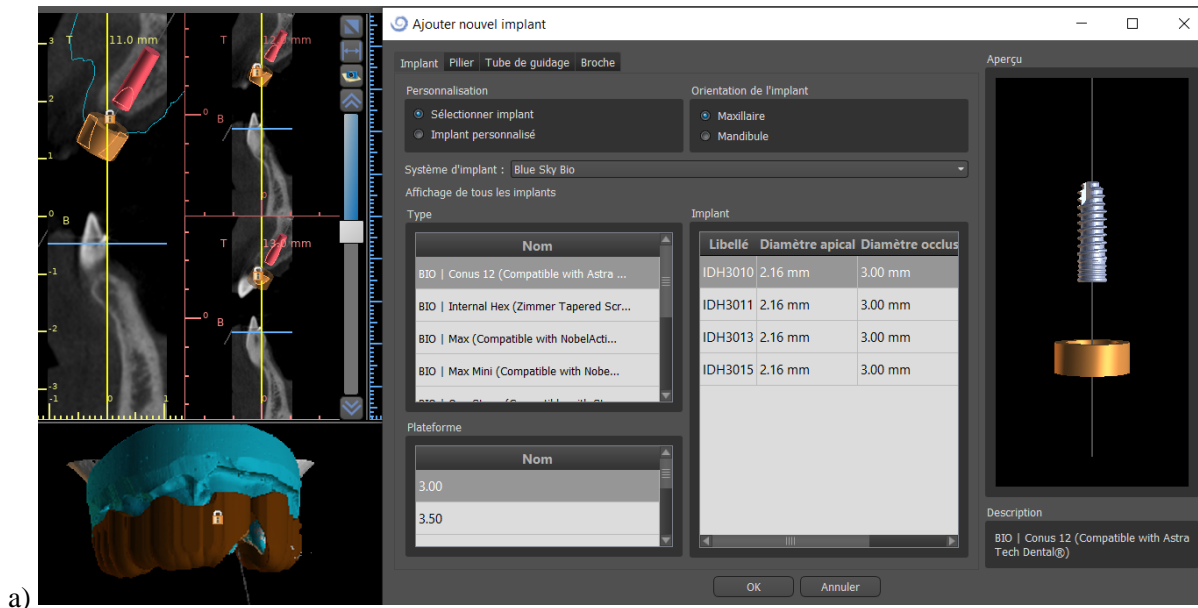 Ajouter nouvel implant
T 11.0 mm
T 12.0 mm
B
B
T 13.0 mm
B
3
2
1
0
-1
-2
-3
-1 0 1
0
0
0
0
Implant Pilier Tube de guidage Broche
Personnalisation
Sélectionner implant
Implant personnalisé
Orientation de l'implant
Maxillaire
Mandibule
Système d'implant : Blue Sky Bio
Affichage de tous les implants
Type
Nom
BIO | Conus 12 (Compatible with Astra ...
BIO | Internal Hex (Zimmer Tapered Scr...
BIO | Max (Compatible with NobelActi...
BIO | Max Mini (Compatible with Nobe...
Plateforme
Nom
3.00
3.50
Implant
Libellé Diamètre apical Diamètre occlus
IDH3010 2.16 mm 3.00 mm
IDH3011 2.16 mm 3.00 mm
IDH3013 2.16 mm 3.00 mm
IDH3015 2.16 mm 3.00 mm
Aperçu
Description
BIO | Conus 12 (Compatible with Astra
Tech Dental®)
OK Annuler
a)